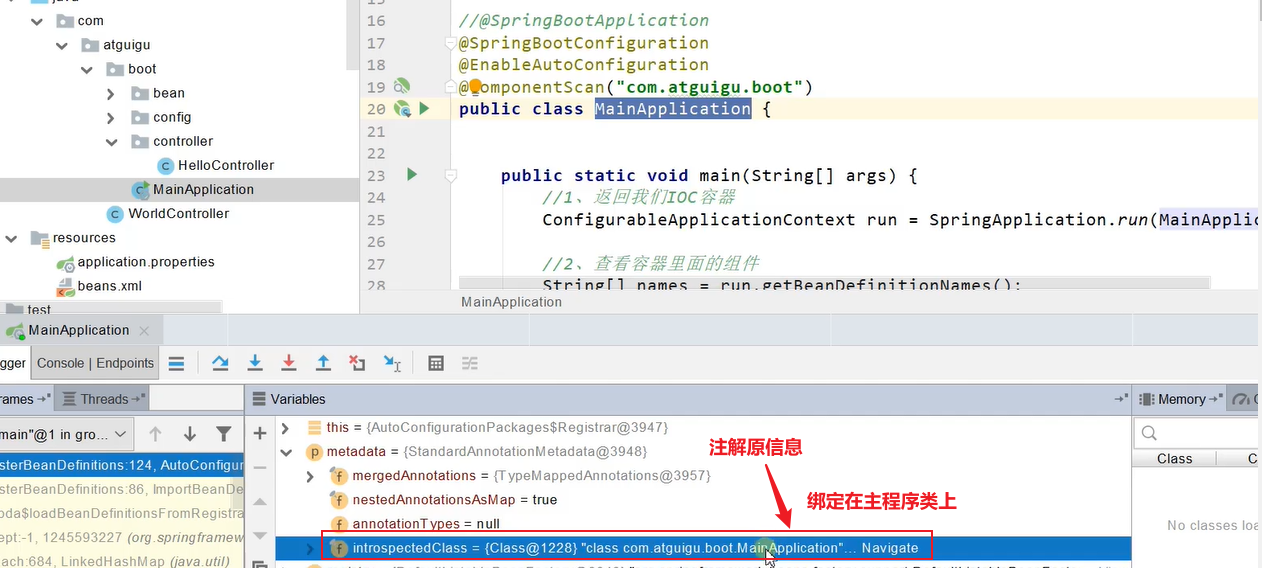 java
com
atguigu
boot
bean
config
controller
HelloController
MainApplication
WorldController
resources
application.properties
beans.xml
test
15
16 //@SpringBootApplication
17 @SpringBootConfiguration
18 @EnableAutoConfiguration
19 @ComponentScan("com.atguigu.boot")
20 public class MainApplication {
21
22
23 public static void main(String[] args) {
24 //1、返回我们IOC容器
25 ConfigurableApplicationContext run = SpringApplication.run(MainApplic
26
27 //2、查看容器里面的组件
28 String[] names = run.getBeanDefinitionNames();
MainApplication
MainApplication
gger Console | Endpoints
rames Threads Variables Memory
main"@1 in gro...
sterBeanDefinitions:124, AutoConfigur
sterBeanDefinitions:86, ImportBeanDe
oda$loadBeanDefinitionsFromRegistra
ept:-1, 1245593227 (org.springframew
ach:684, LinkedHashMap (java.util)
this = {AutoConfigurationPackages$Registrar@3947}
metadata = {StandardAnnotationMetadata@3948}
mergedAnnotations = {TypeMappedAnnotations@3957}
nestedAnnotationsAsMap = true
annotationTypes = null
introspectedClass = {Class@1228} "class com.atguigu.boot.MainApplication"... Navigate
注解原信息
绑定在主程序类上
Class C
No classes loa